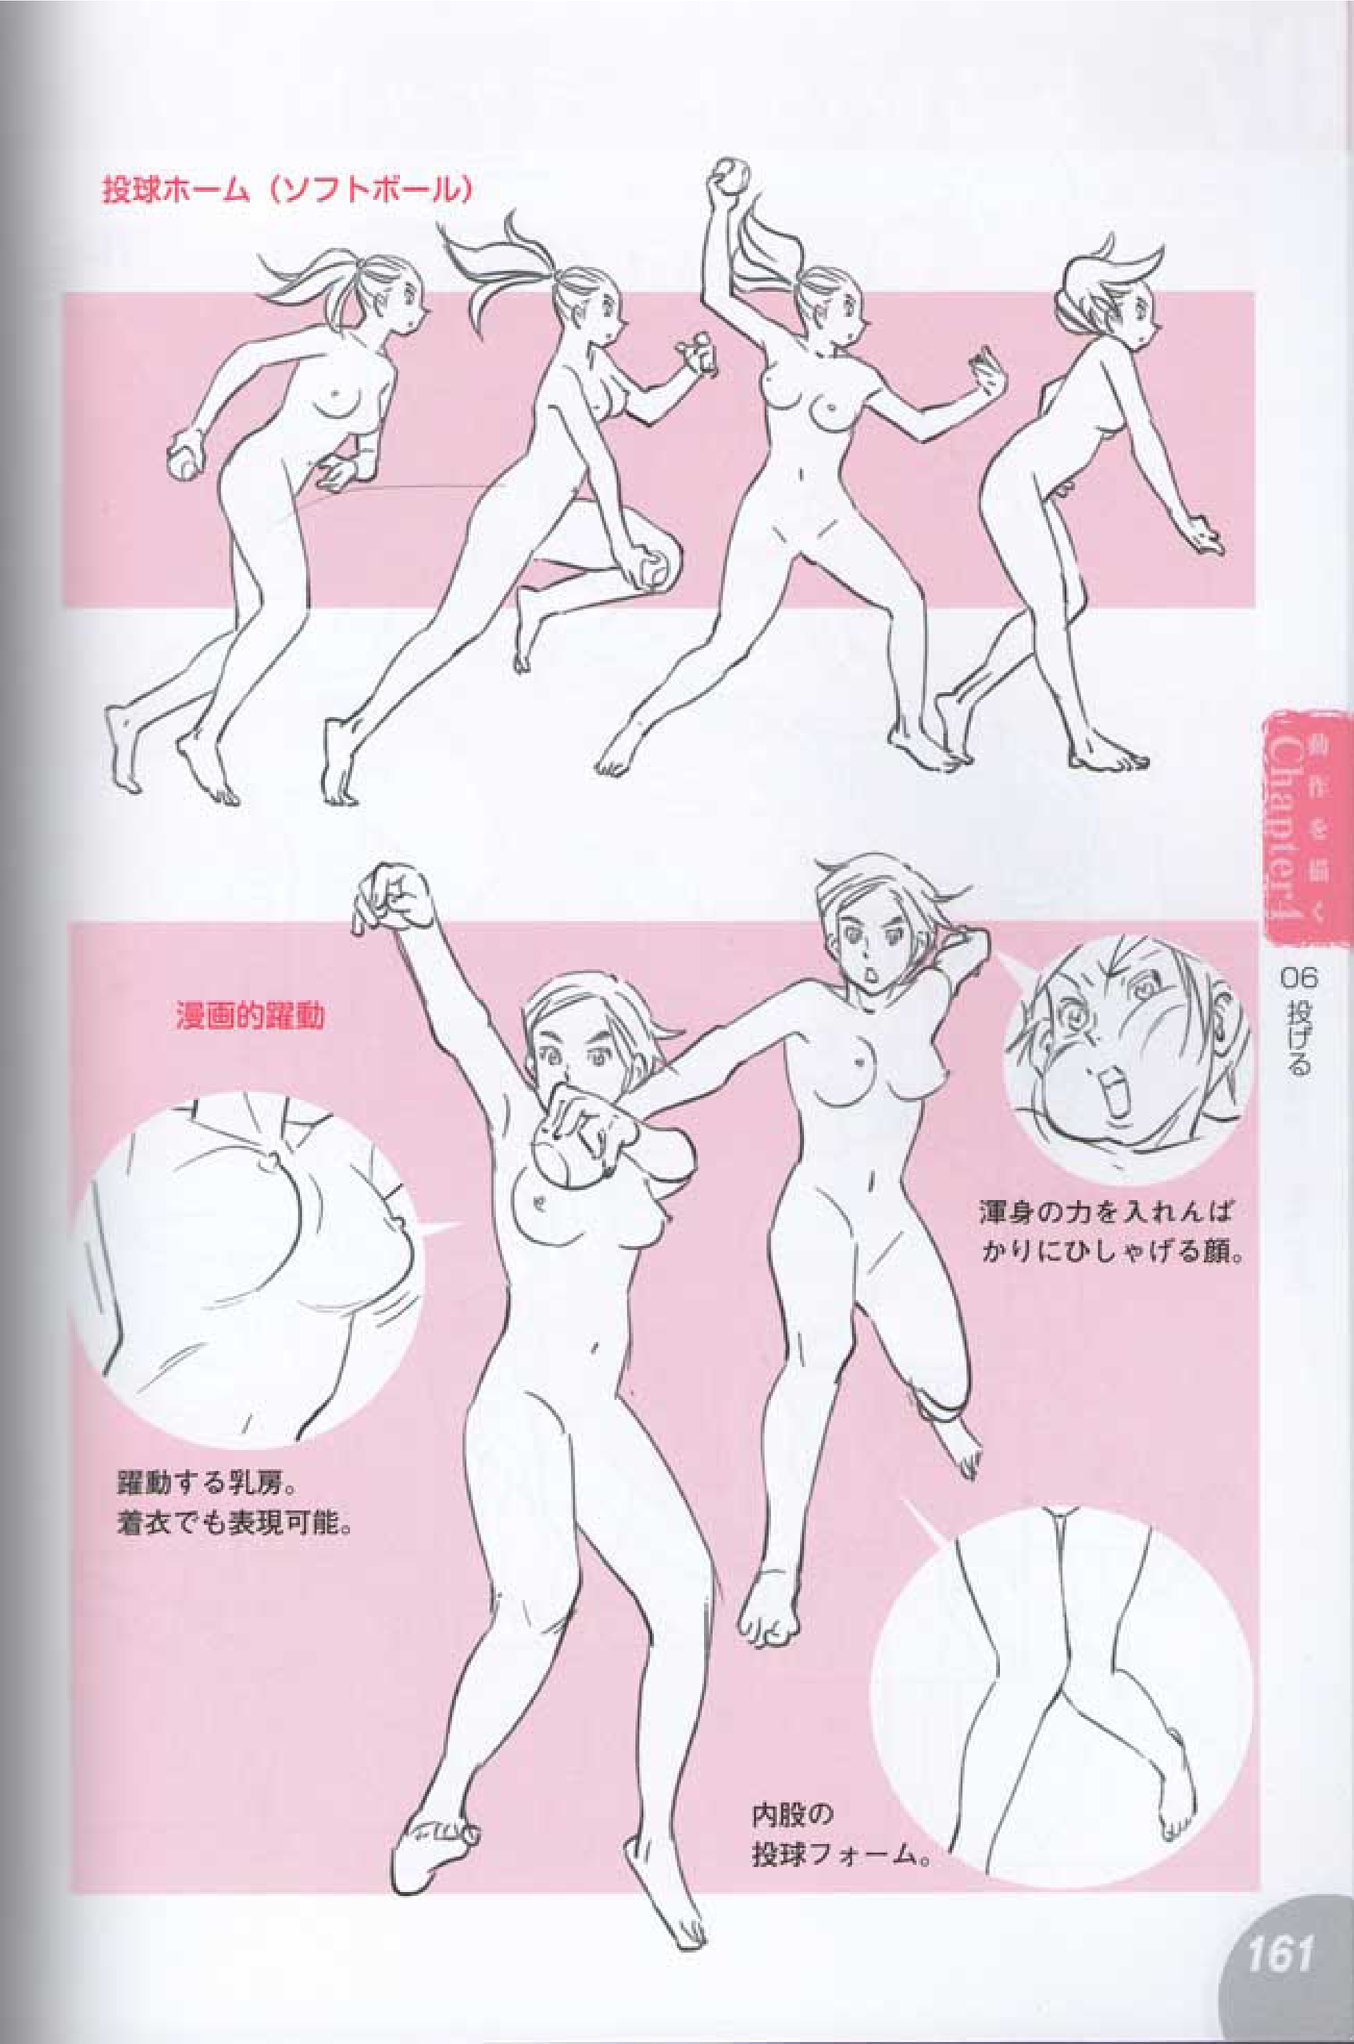 投球ホーム（ソフトボール）
漫画的躍動
渾身の力を入れんば
かりにひしゃげる顔。
躍動する乳房。
着衣でも表現可能。
内股の
投球フォーム。
動作を描く
Chapter4
06 投げる
161